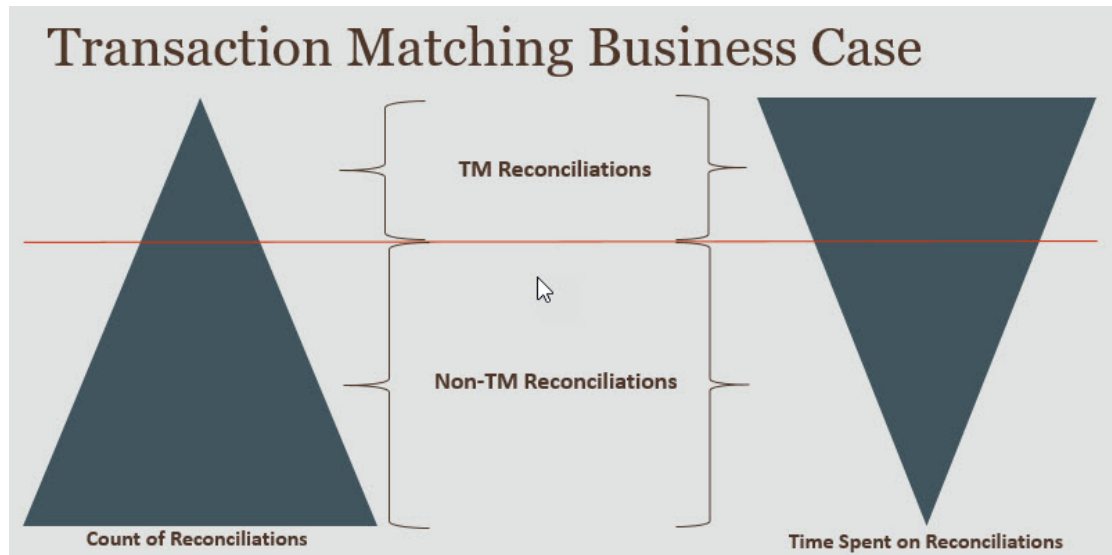 Transaction Matching Business Case
TM Reconciliations
Non-TM Reconciliations
Count of Reconciliations
Time Spent on Reconciliations